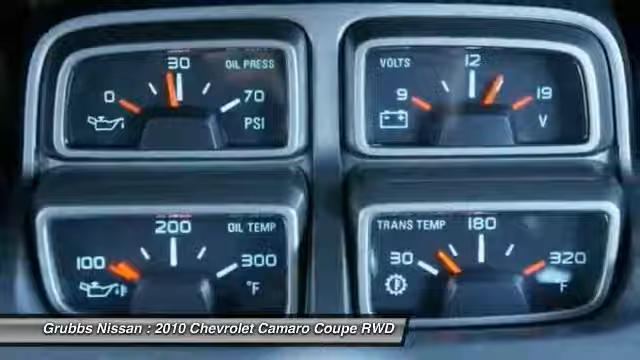 30 OIL PRESS
0 70
PSI
VOLTS 12
9 19
V
200 OIL TEMP
100 300
°F
TRANS TEMP 180
30 320
F
Grubbs Nissan : 2010 Chevrolet Camaro Coupe RWD